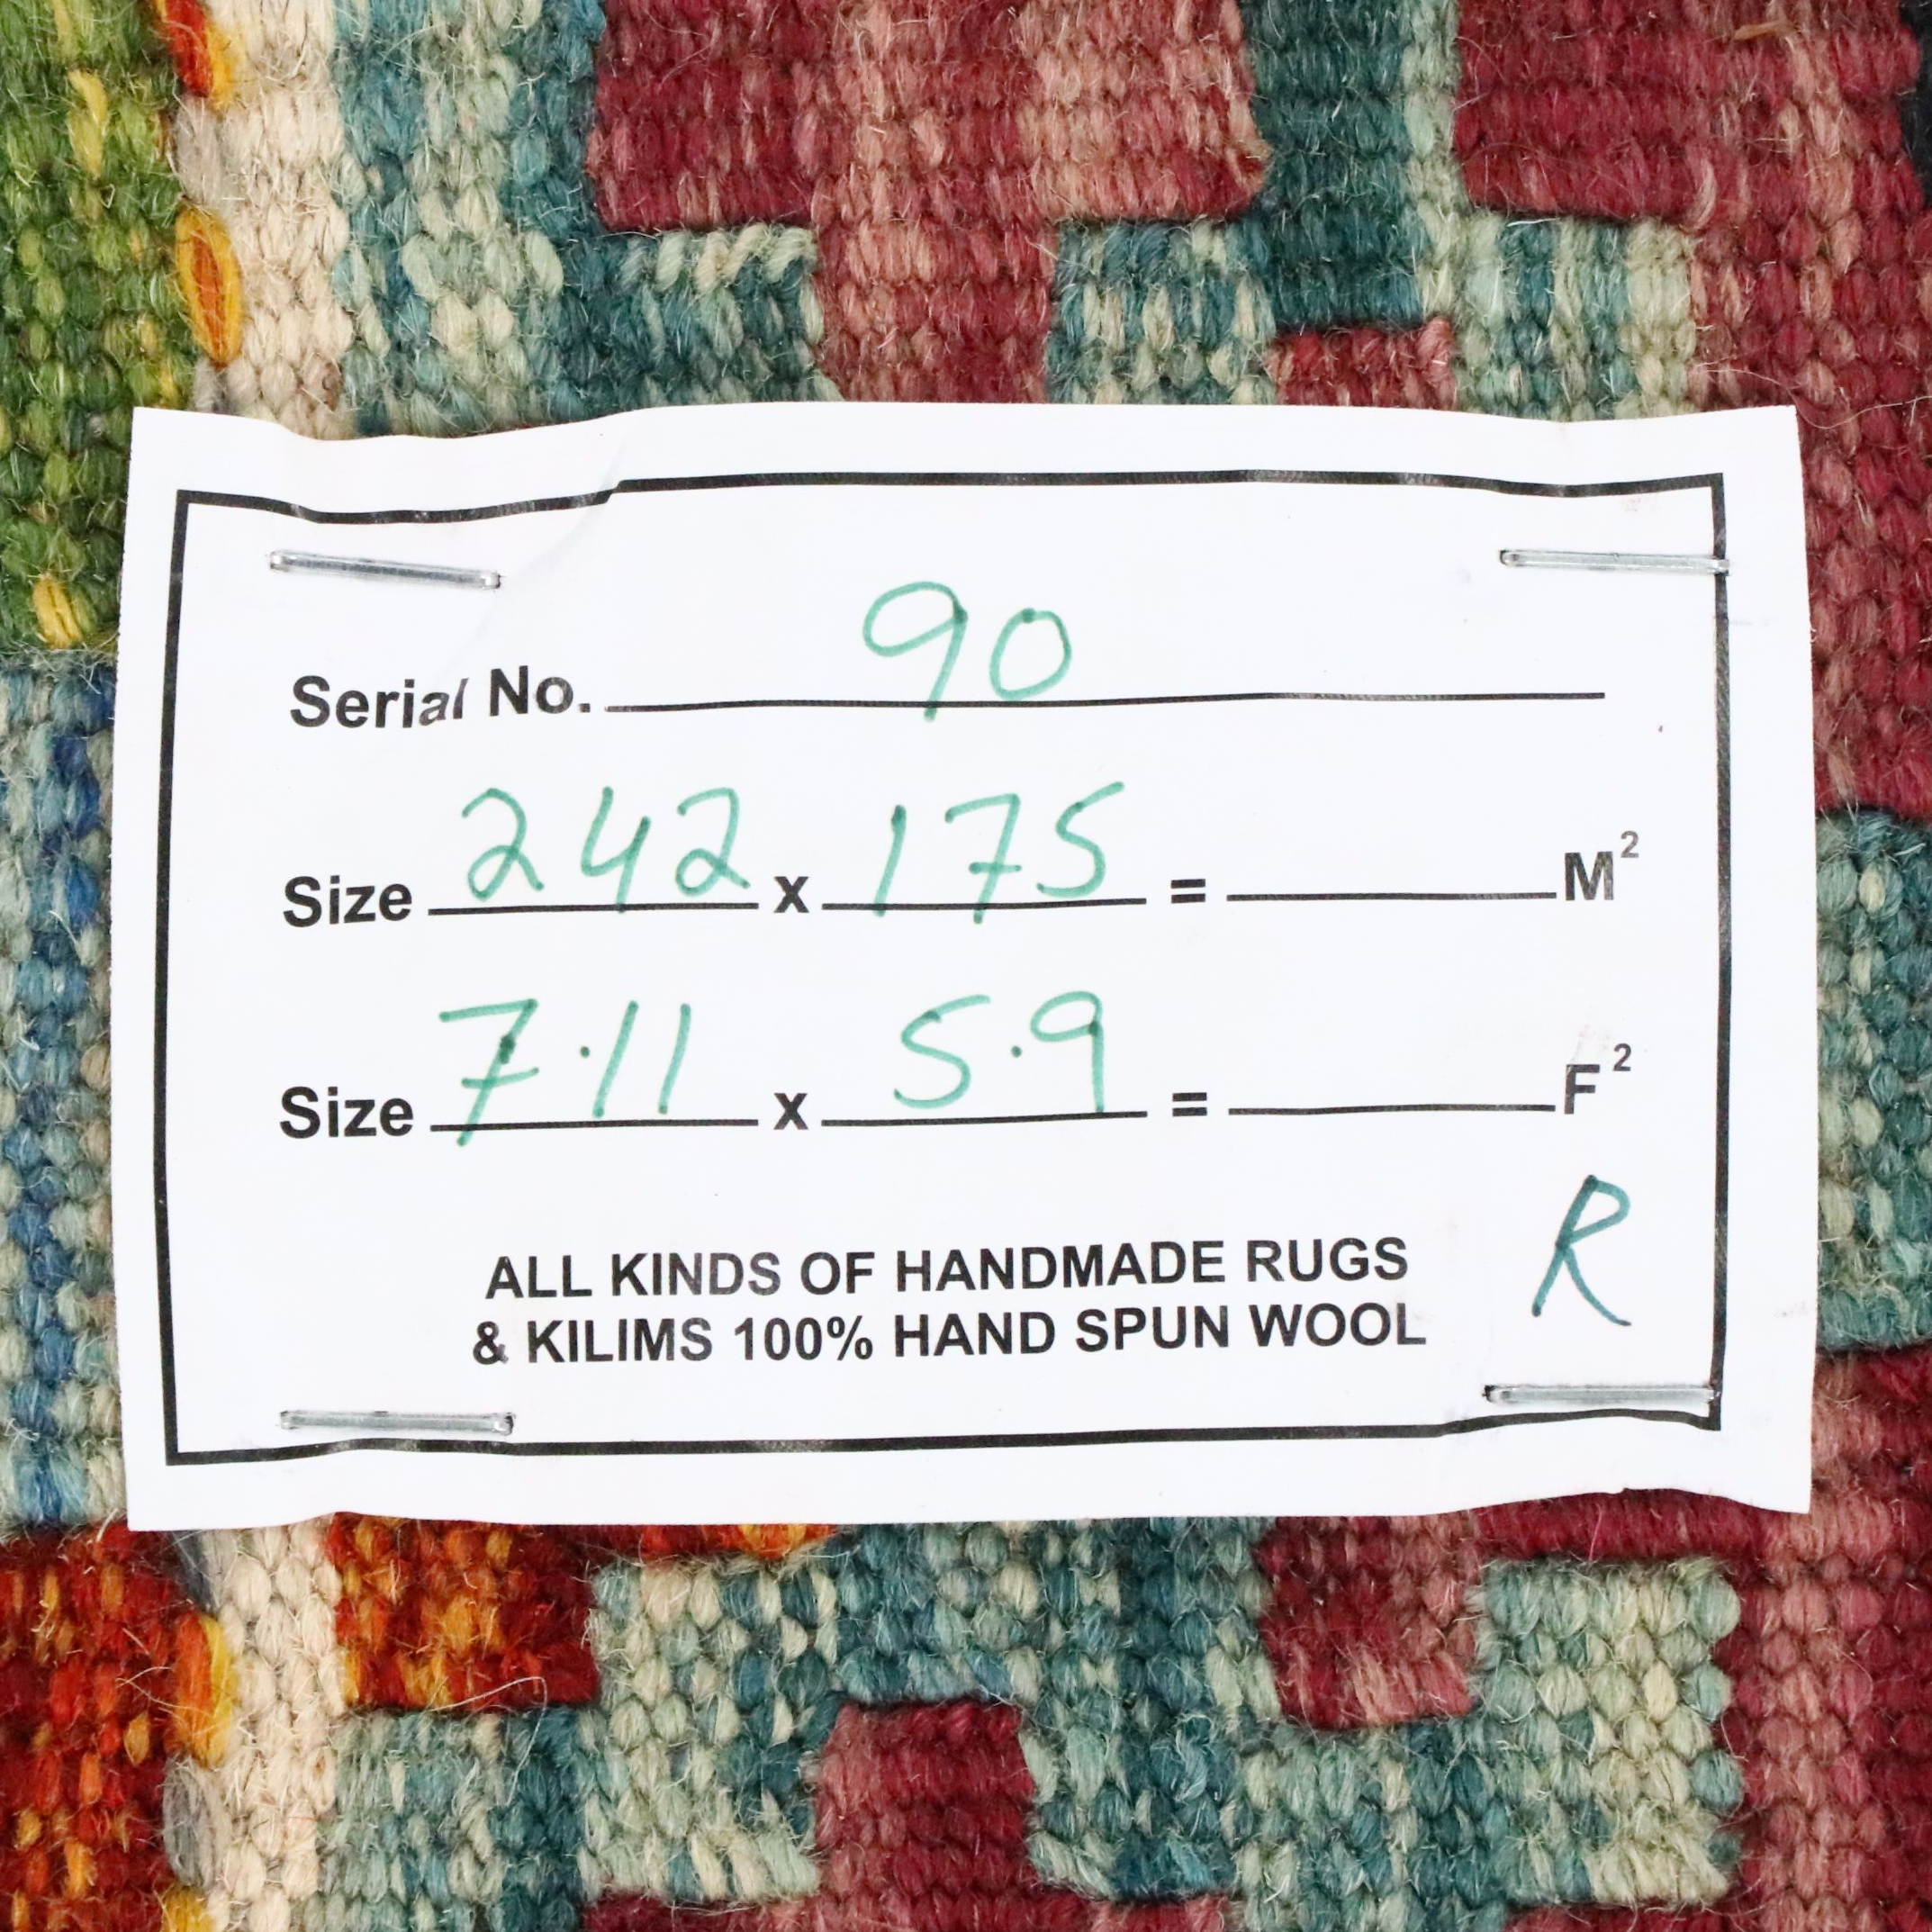 Serial No. 90
Size 242 x 175 = M²
Size 7.11 x 5.9 = F²
R
ALL KINDS OF HANDMADE RUGS
& KILIMS 100% HAND SPUN WOOL